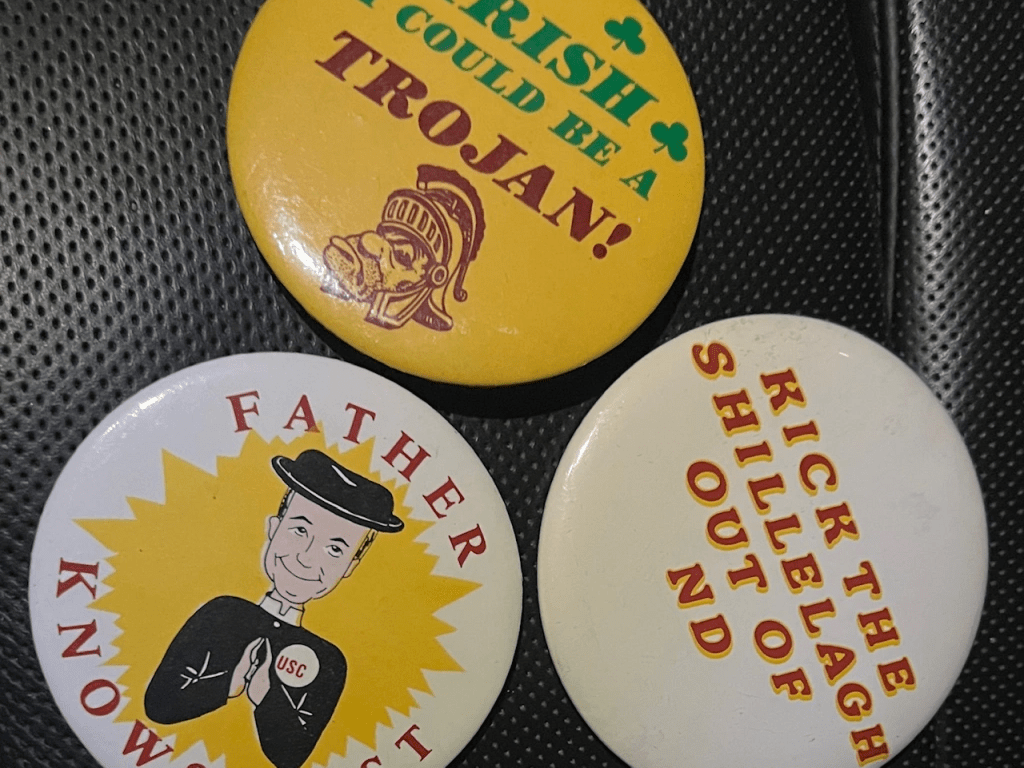 IRISH
I COULD BE A
TROJAN!
FATHER
KNOWS
USC
KICK THE
SHILLELAGH
OUT OF
ND